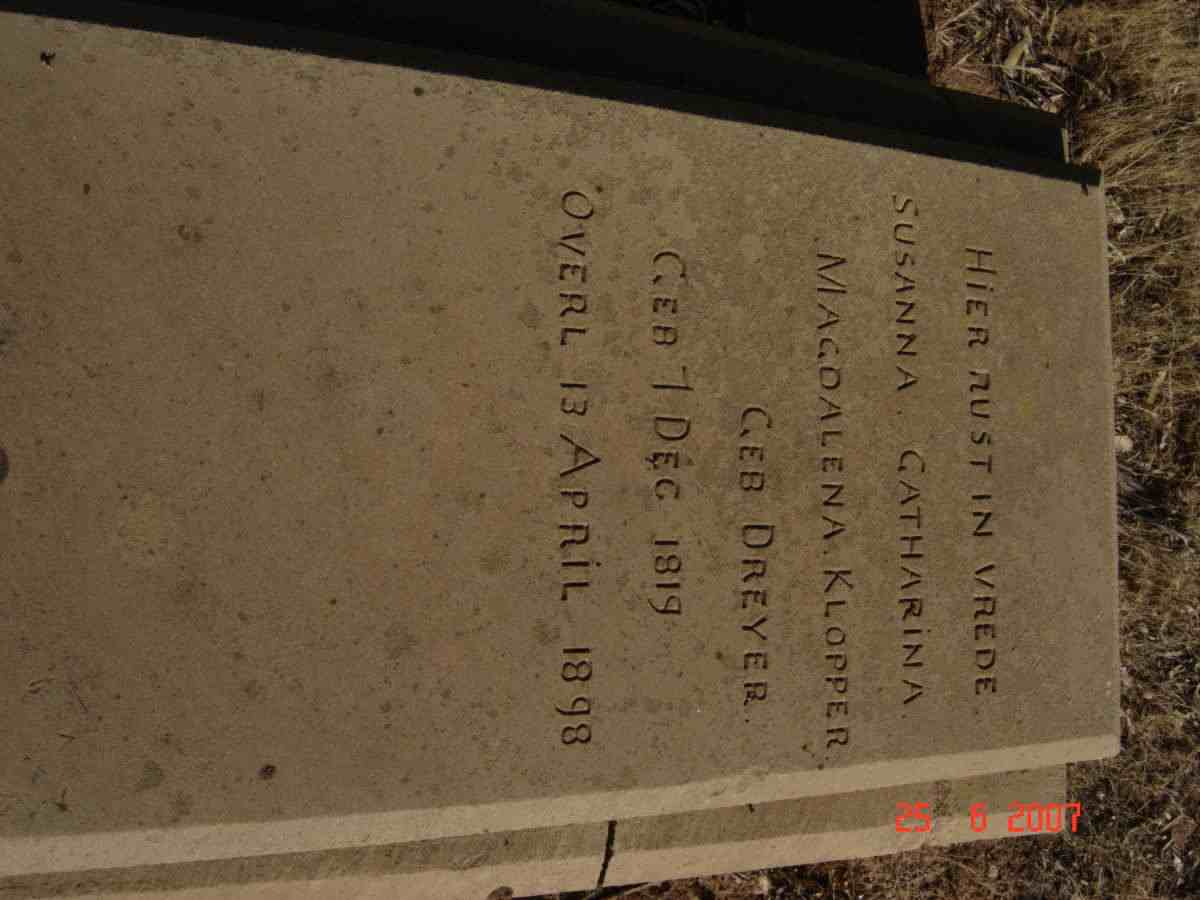 HIER RUST IN VREDE
SUSANNA. CATHARINA.
MAGDALENA. KLOPPER.
GEB DREYER.
GEB 7 DEC 1819
OVERL 13 APRIL 1898
25 6 2007